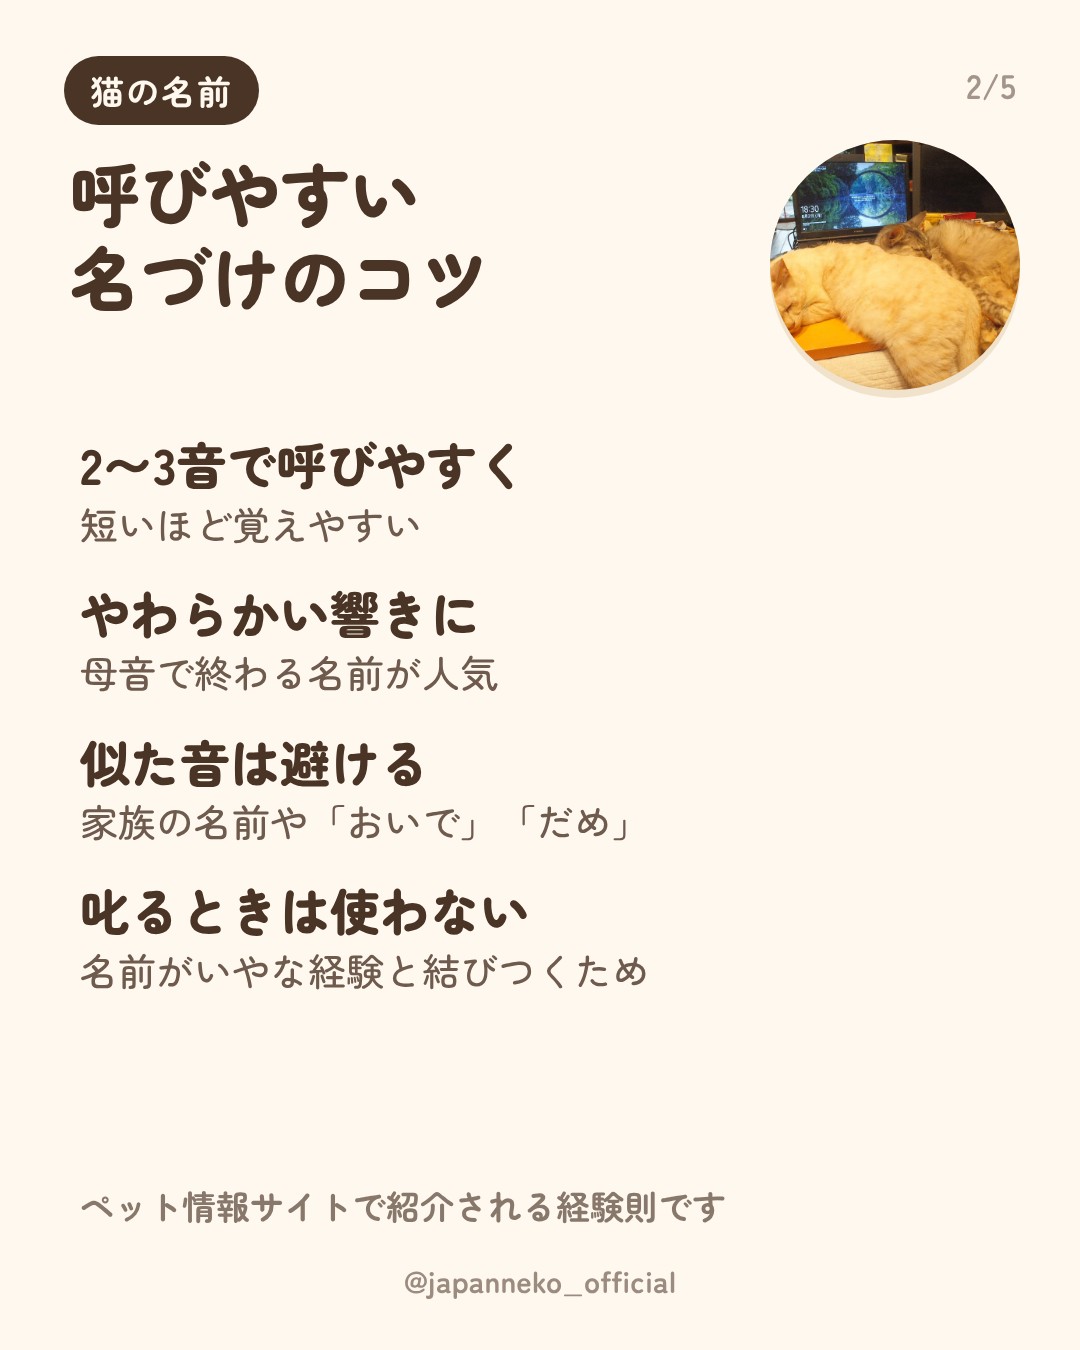 猫の名前
2/5
呼びやすい
名づけのコツ
18:30
2〜3音で呼びやすく
短いほど覚えやすい
やわらかい響きに
母音で終わる名前が人気
似た音は避ける
家族の名前や「おいで」「だめ」
叱るときは使わない
名前がいやな経験と結びつくため
ペット情報サイトで紹介される経験則です
@japanneko_official